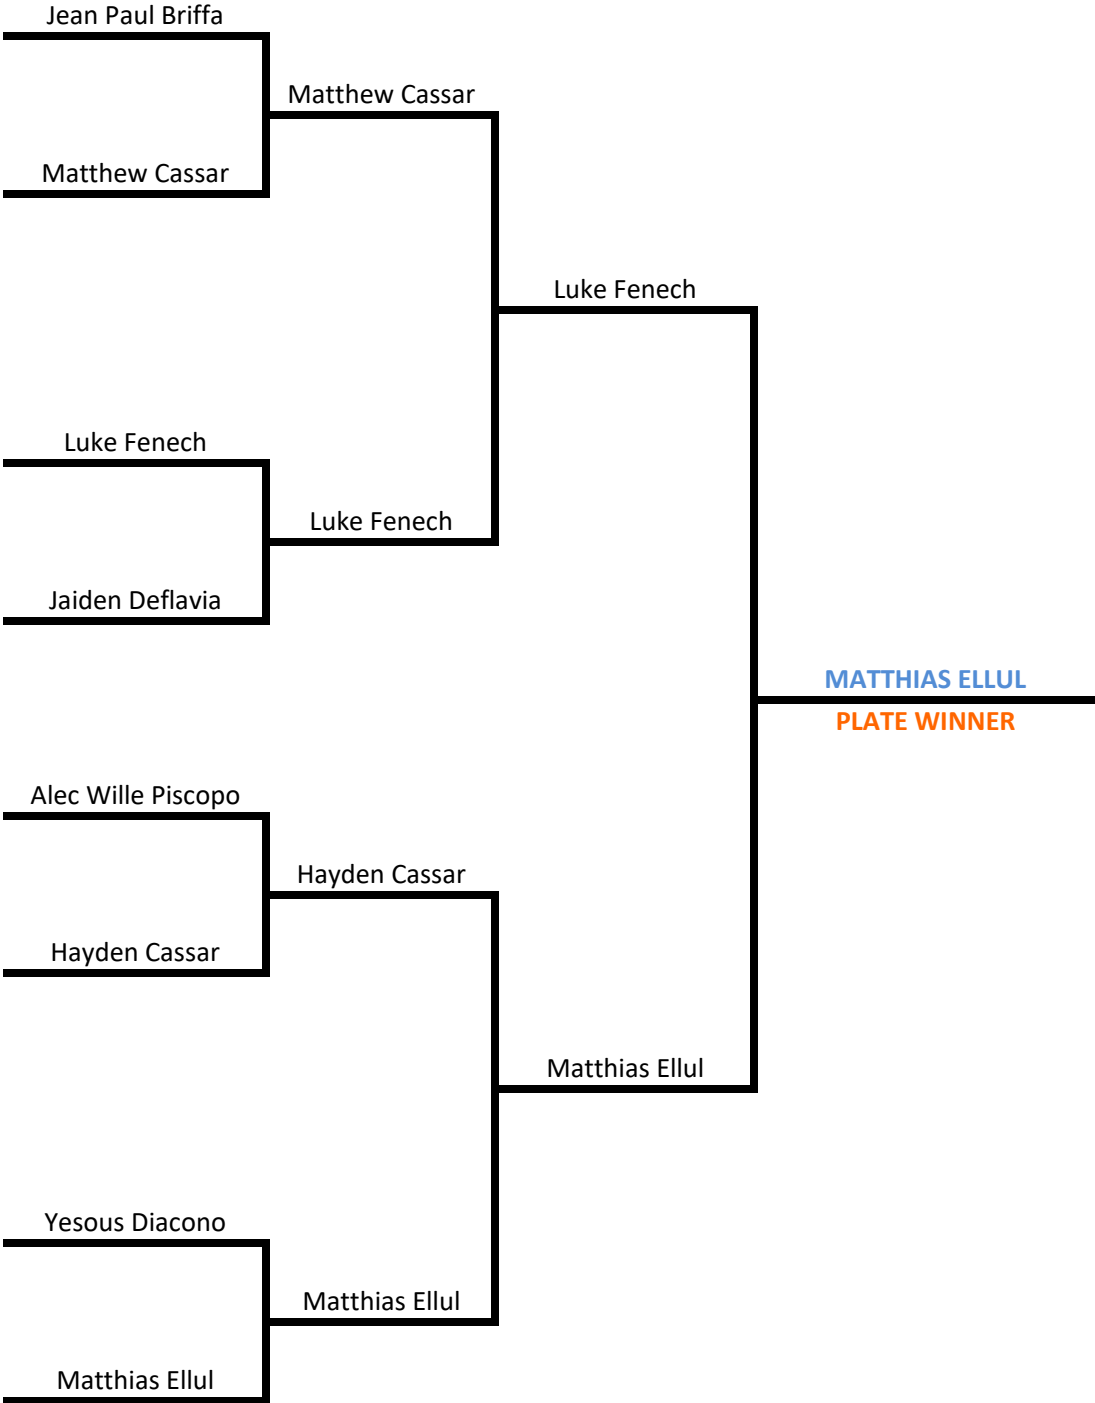 Jean Paul Briffa
Matthew Cassar
Matthew Cassar
Luke Fenech
Luke Fenech
Luke Fenech
Jaiden Deflavia
MATTHIAS ELLUL
PLATE WINNER
Alec Wille Piscopo
Hayden Cassar
Hayden Cassar
Matthias Ellul
Yesous Diacono
Matthias Ellul
Matthias Ellul